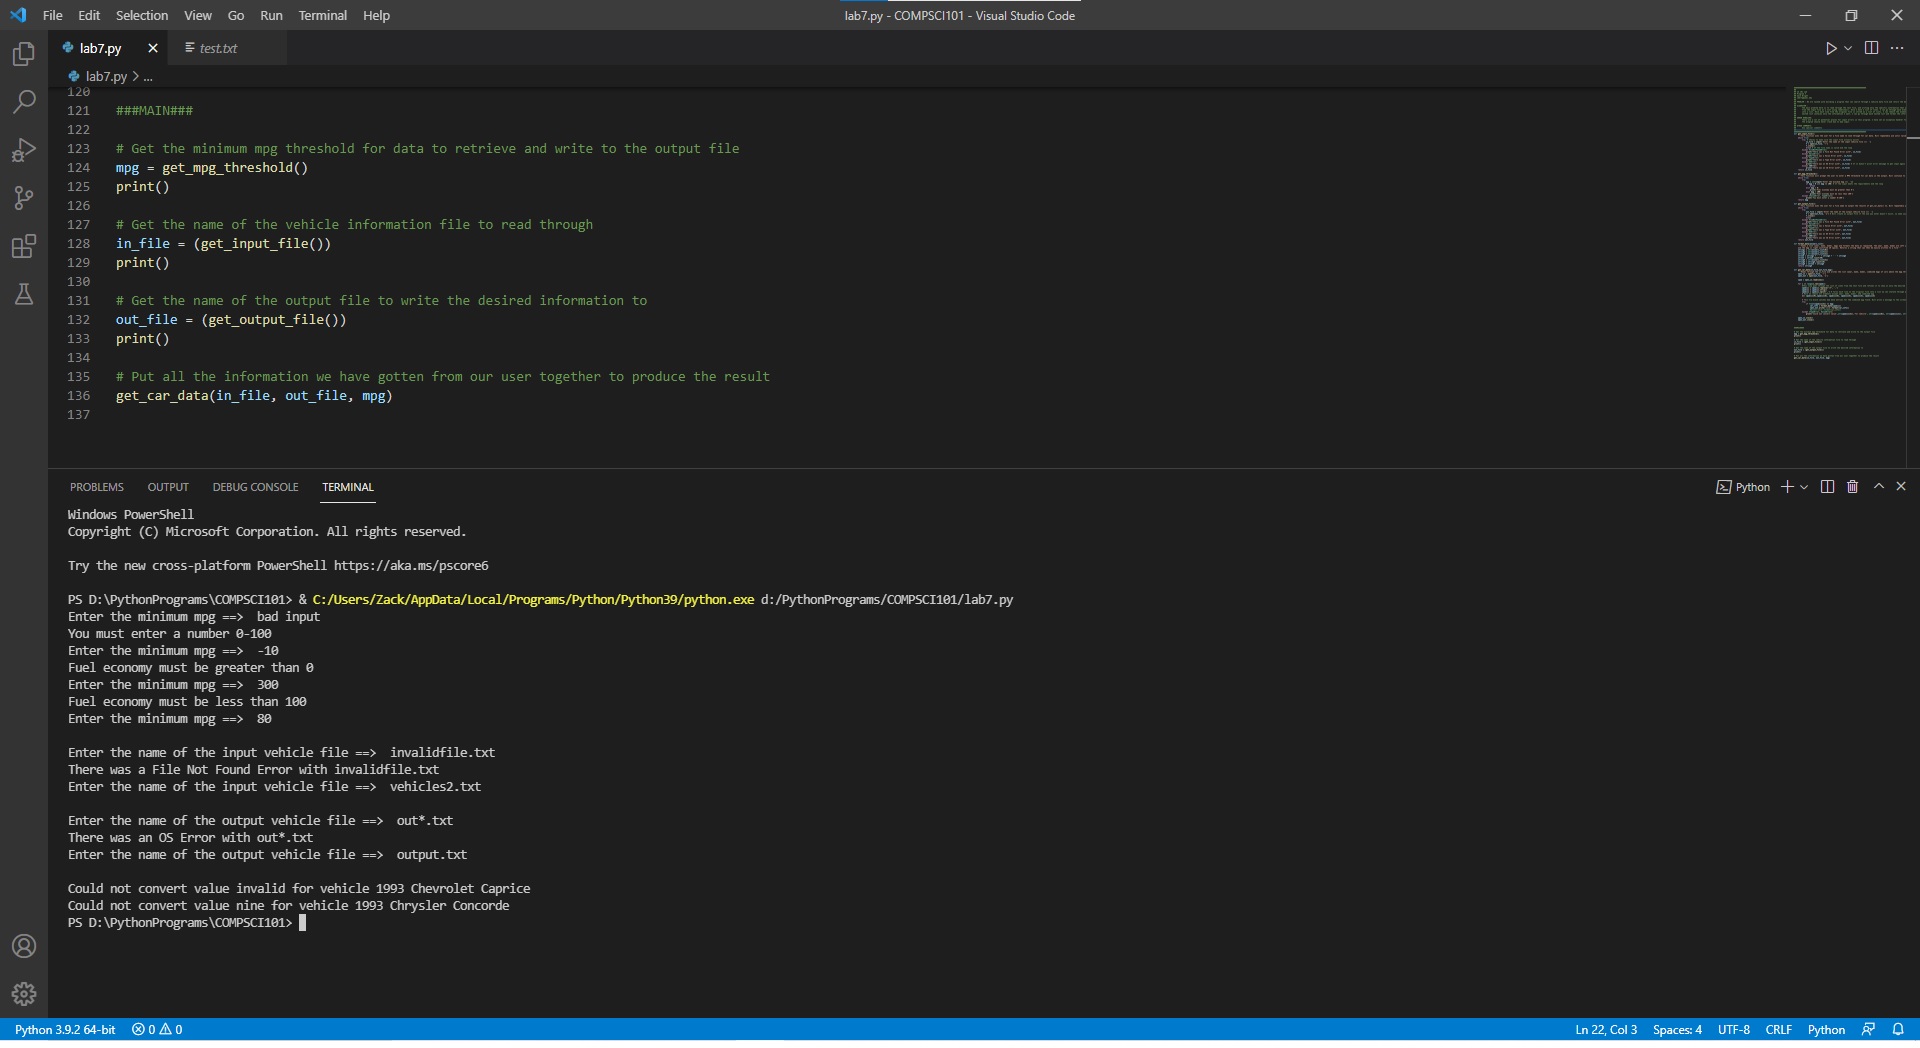 File Edit Selection View Go Run Terminal Help
lab7.py - COMPSCI101 - Visual Studio Code
lab7.py
test.txt
lab7.py > ...
120
121 ###MAIN###
122
123 # Get the minimum mpg threshold for data to retrieve and write to the output file
124 mpg = get_mpg_threshold()
125 print()
126
127 # Get the name of the vehicle information file to read through
128 in_file = (get_input_file())
129 print()
130
131 # Get the name of the output file to write the desired information to
132 out_file = (get_output_file())
133 print()
134
135 # Put all the information we have gotten from our user together to produce the result
136 get_car_data(in_file, out_file, mpg)
137
PROBLEMS OUTPUT DEBUG CONSOLE TERMINAL
Python
Windows PowerShell
Copyright (C) Microsoft Corporation. All rights reserved.
Try the new cross-platform PowerShell https://aka.ms/pscore6
PS D:\PythonPrograms\COMPSCI101> & C:/Users/Zack/AppData/Local/Programs/Python/Python39/python.exe d:/PythonPrograms/COMPSCI101/lab7.py
Enter the minimum mpg ==>  bad input
You must enter a number 0-100
Enter the minimum mpg ==>  -10
Fuel economy must be greater than 0
Enter the minimum mpg ==>  300
Fuel economy must be less than 100
Enter the minimum mpg ==>  80
Enter the name of the input vehicle file ==>  invalidfile.txt
There was a File Not Found Error with invalidfile.txt
Enter the name of the input vehicle file ==>  vehicles2.txt
Enter the name of the output vehicle file ==>  out*.txt
There was an OS Error with out*.txt
Enter the name of the output vehicle file ==>  output.txt
Could not convert value invalid for vehicle 1993 Chevrolet Caprice
Could not convert value nine for vehicle 1993 Chrysler Concorde
PS D:\PythonPrograms\COMPSCI101>
Python 3.9.2 64-bit 0 0
Ln 22, Col 3 Spaces: 4 UTF-8 CRLF Python